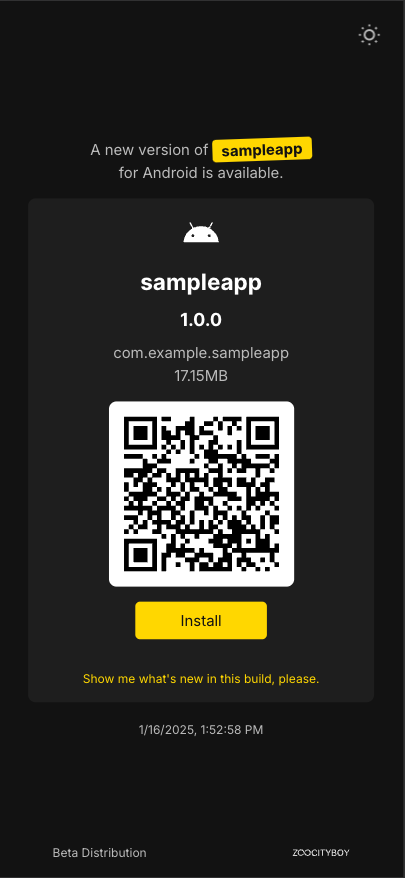 A new version of sampleapp
for Android is available.
sampleapp
1.0.0
com.example.sampleapp
17.15MB
Install
Show me what's new in this build, please.
1/16/2025, 1:52:58 PM
Beta Distribution
ZOOCITYBOY